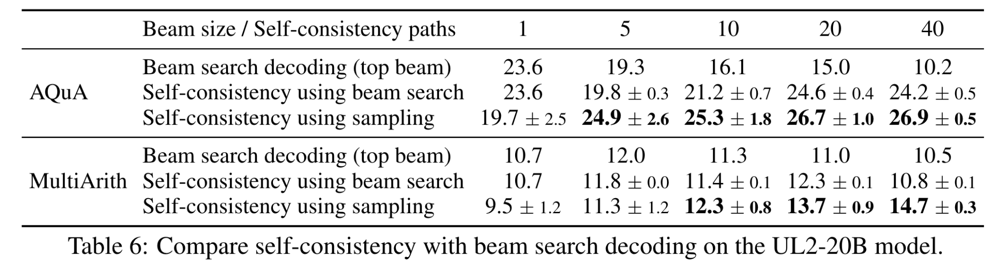 Beam size / Self-consistency paths 1 5 10 20 40
Beam search decoding (top beam) 23.6 19.3 16.1 15.0 10.2
AQuA Self-consistency using beam search 23.6 19.8 ± 0.3 21.2 ± 0.7 24.6 ± 0.4 24.2 ± 0.5
Self-consistency using sampling 19.7 ± 2.5 24.9 ± 2.6 25.3 ± 1.8 26.7 ± 1.0 26.9 ± 0.5
Beam search decoding (top beam) 10.7 12.0 11.3 11.0 10.5
MultiArith Self-consistency using beam search 10.7 11.8 ± 0.0 11.4 ± 0.1 12.3 ± 0.1 10.8 ± 0.1
Self-consistency using sampling 9.5 ± 1.2 11.3 ± 1.2 12.3 ± 0.8 13.7 ± 0.9 14.7 ± 0.3
Table 6: Compare self-consistency with beam search decoding on the UL2-20B model.